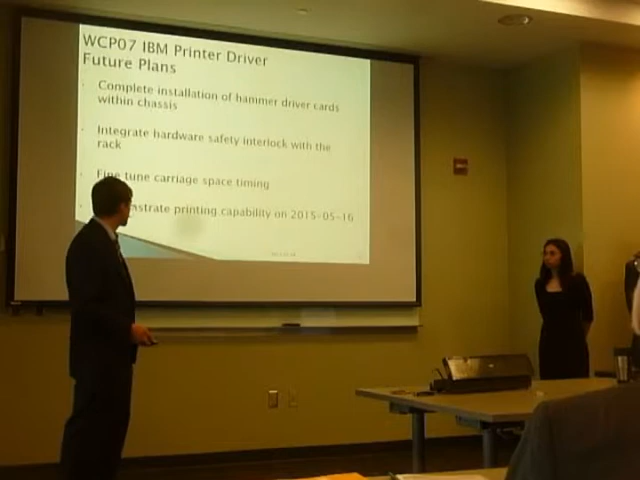 WCP07 IBM Printer Driver
Future Plans
Complete installation of hammer driver cards
within chassis
Integrate hardware safety interlock with the
rack
Fine tune carriage space timing
strate printing capability on 2015-05-16